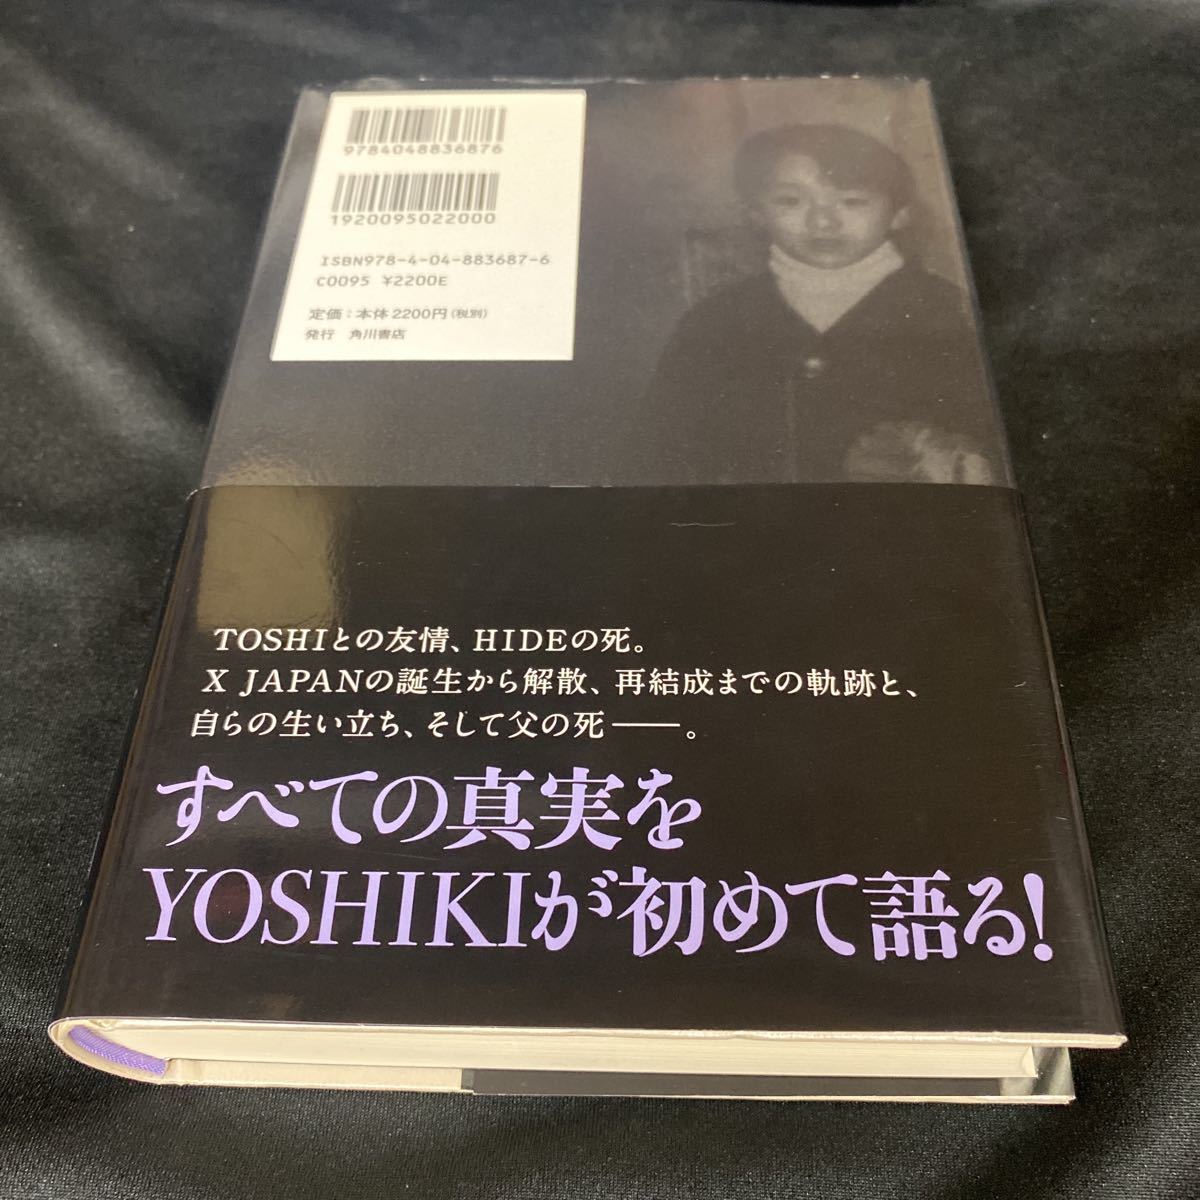 9784048836876
1920095022000
ISBN978-4-04-883687-6
C0095 ¥2200E
定価：本体2200円（税別）
発行 角川書店
TOSHIとの友情、HIDEの死。
X JAPANの誕生から解散、再結成までの軌跡と、
自らの生い立ち、そして父の死――。
すべての真実を
YOSHIKIが初めて語る!